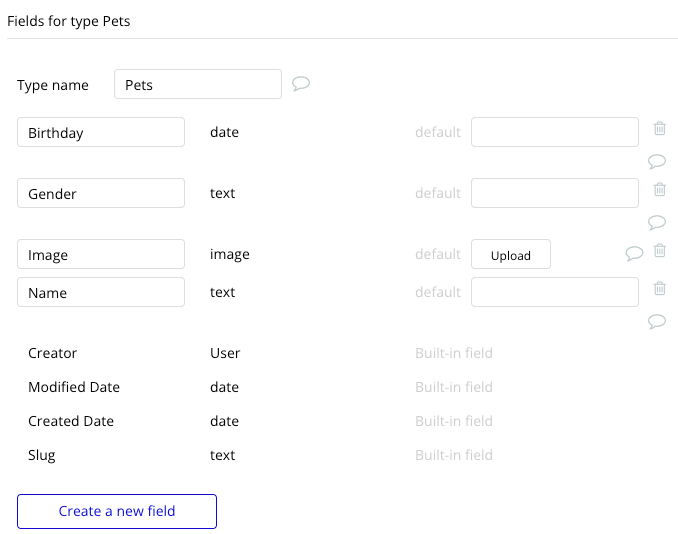 Fields for type Pets
Type name Pets
Birthday date default
Gender text default
Image image default Upload
Name text default
Creator User Built-in field
Modified Date date Built-in field
Created Date date Built-in field
Slug text Built-in field
Create a new field